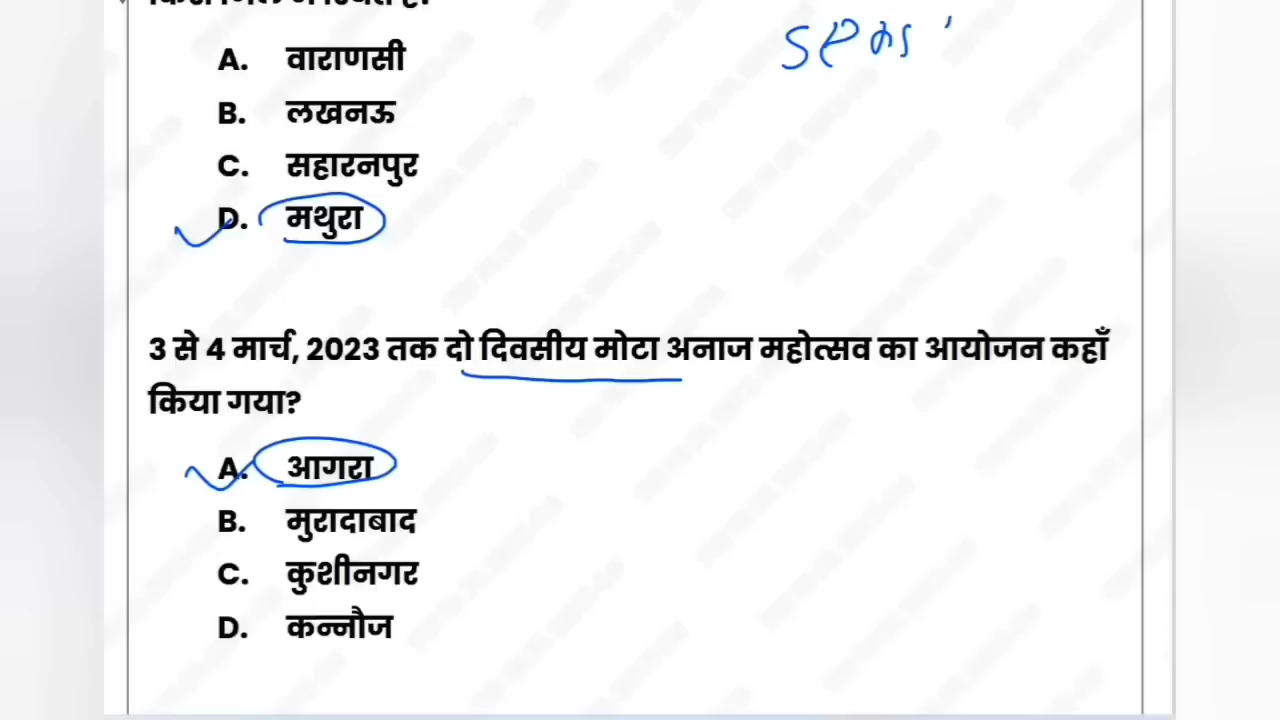 A. वाराणसी
B. लखनऊ
C. सहारनपुर
D. मथुरा
3 से 4 मार्च, 2023 तक दो दिवसीय मोटा अनाज महोत्सव का आयोजन कहाँ
किया गया?
A. आगरा
B. मुरादाबाद
C. कुशीनगर
D. कन्नौज